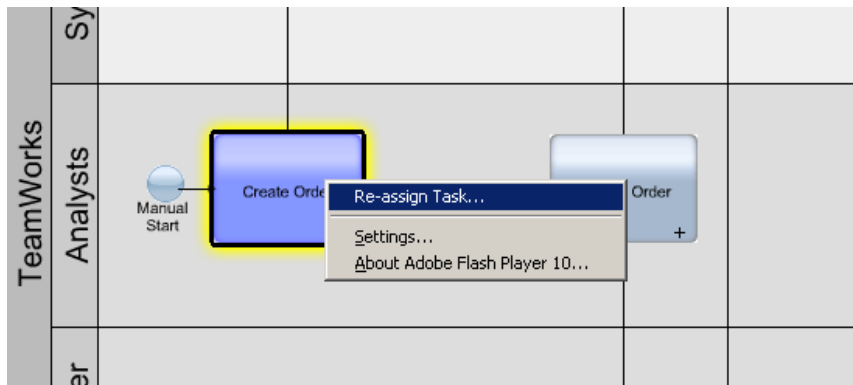 Sy
TeamWorks
Analysts
Manual
Start
Create Orde
Re-assign Task...
Settings...
About Adobe Flash Player 10...
Order
+
er